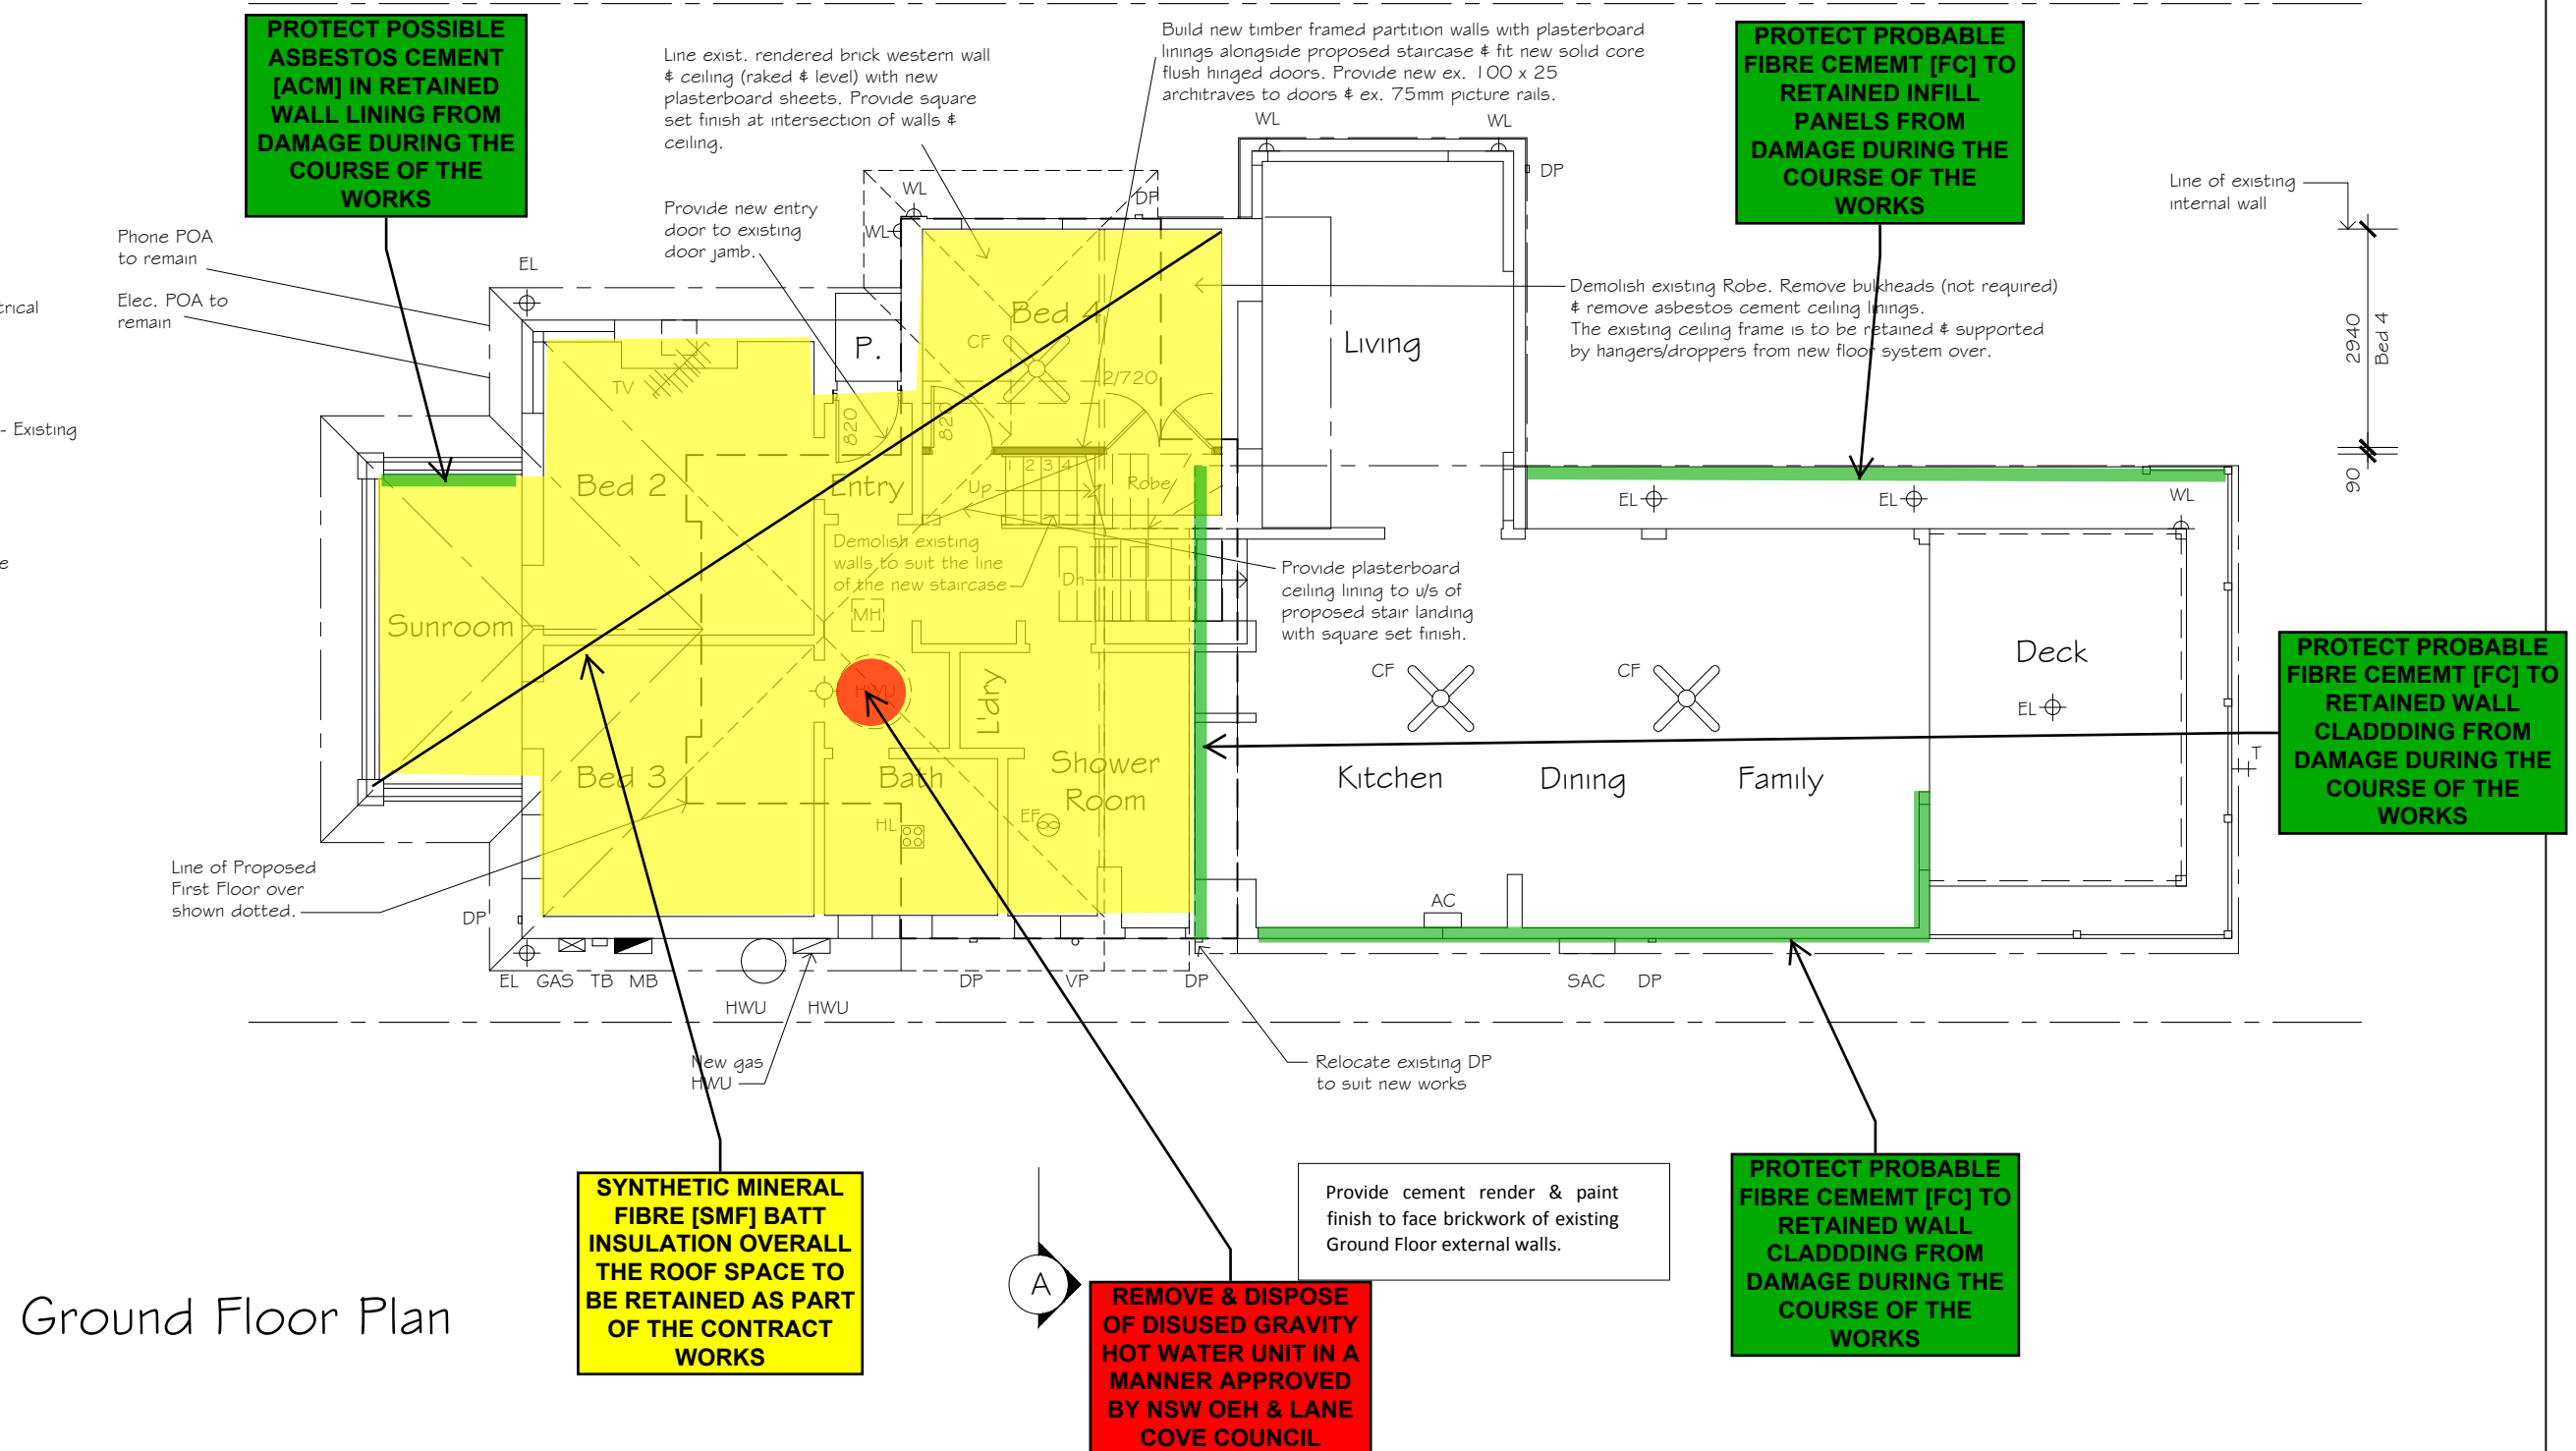 PROTECT POSSIBLE
ASBESTOS CEMENT
[ACM] IN RETAINED
WALL LINING FROM
DAMAGE DURING THE
COURSE OF THE
WORKS
Line exist. rendered brick western wall
& ceiling (raked & level) with new
plasterboard sheets. Provide square
set finish at intersection of walls &
ceiling.
Build new timber framed partition walls with plasterboard
linings alongside proposed staircase & fit new solid core
flush hinged doors. Provide new ex. 100 x 25
architraves to doors & ex. 75mm picture rails.
PROTECT PROBABLE
FIBRE CEMEMT [FC] TO
RETAINED INFILL
PANELS FROM
DAMAGE DURING THE
COURSE OF THE
WORKS
Line of existing
internal wall
Phone POA
to remain
Elec. POA to
remain
trical
- Existing
e
Provide new entry
door to existing
door jamb.
WL
WL
DP
WL
WL
DP
EL
Demolish existing Robe. Remove bulkheads (not required)
& remove asbestos cement ceiling linings.
The existing ceiling frame is to be retained & supported
by hangers/droppers from new floor system over.
2940
Bed 4
90
Bed 4
CF
P.
Living
TV
2/720
820
820
Bed 2
Entry
1 2 3 4
7
Up
Robe
EL
EL
WL
Demolish existing
walls to suit the line
of the new staircase
Dn
MH
Provide plasterboard
ceiling lining to u/s of
proposed stair landing
with square set finish.
Sunroom
HWU
L'dry
CF
CF
Deck
EL
PROTECT PROBABLE
FIBRE CEMEMT [FC] TO
RETAINED WALL
CLADDDING FROM
DAMAGE DURING THE
COURSE OF THE
WORKS
T
Bed 3
Bath
Shower
Room
Kitchen
Dining
Family
HL
EF
AC
Line of Proposed
First Floor over
shown dotted.
DP
EL
GAS
TB
MB
HWU
HWU
DP
VP
DP
SAC
DP
New gas
HWU
Relocate existing DP
to suit new works
SYNTHETIC MINERAL
FIBRE [SMF] BATT
INSULATION OVERALL
THE ROOF SPACE TO
BE RETAINED AS PART
OF THE CONTRACT
WORKS
A
Provide cement render & paint
finish to face brickwork of existing
Ground Floor external walls.
REMOVE & DISPOSE
OF DISUSED GRAVITY
HOT WATER UNIT IN A
MANNER APPROVED
BY NSW OEH & LANE
COVE COUNCIL
PROTECT PROBABLE
FIBRE CEMEMT [FC] TO
RETAINED WALL
CLADDDING FROM
DAMAGE DURING THE
COURSE OF THE
WORKS
Ground Floor Plan